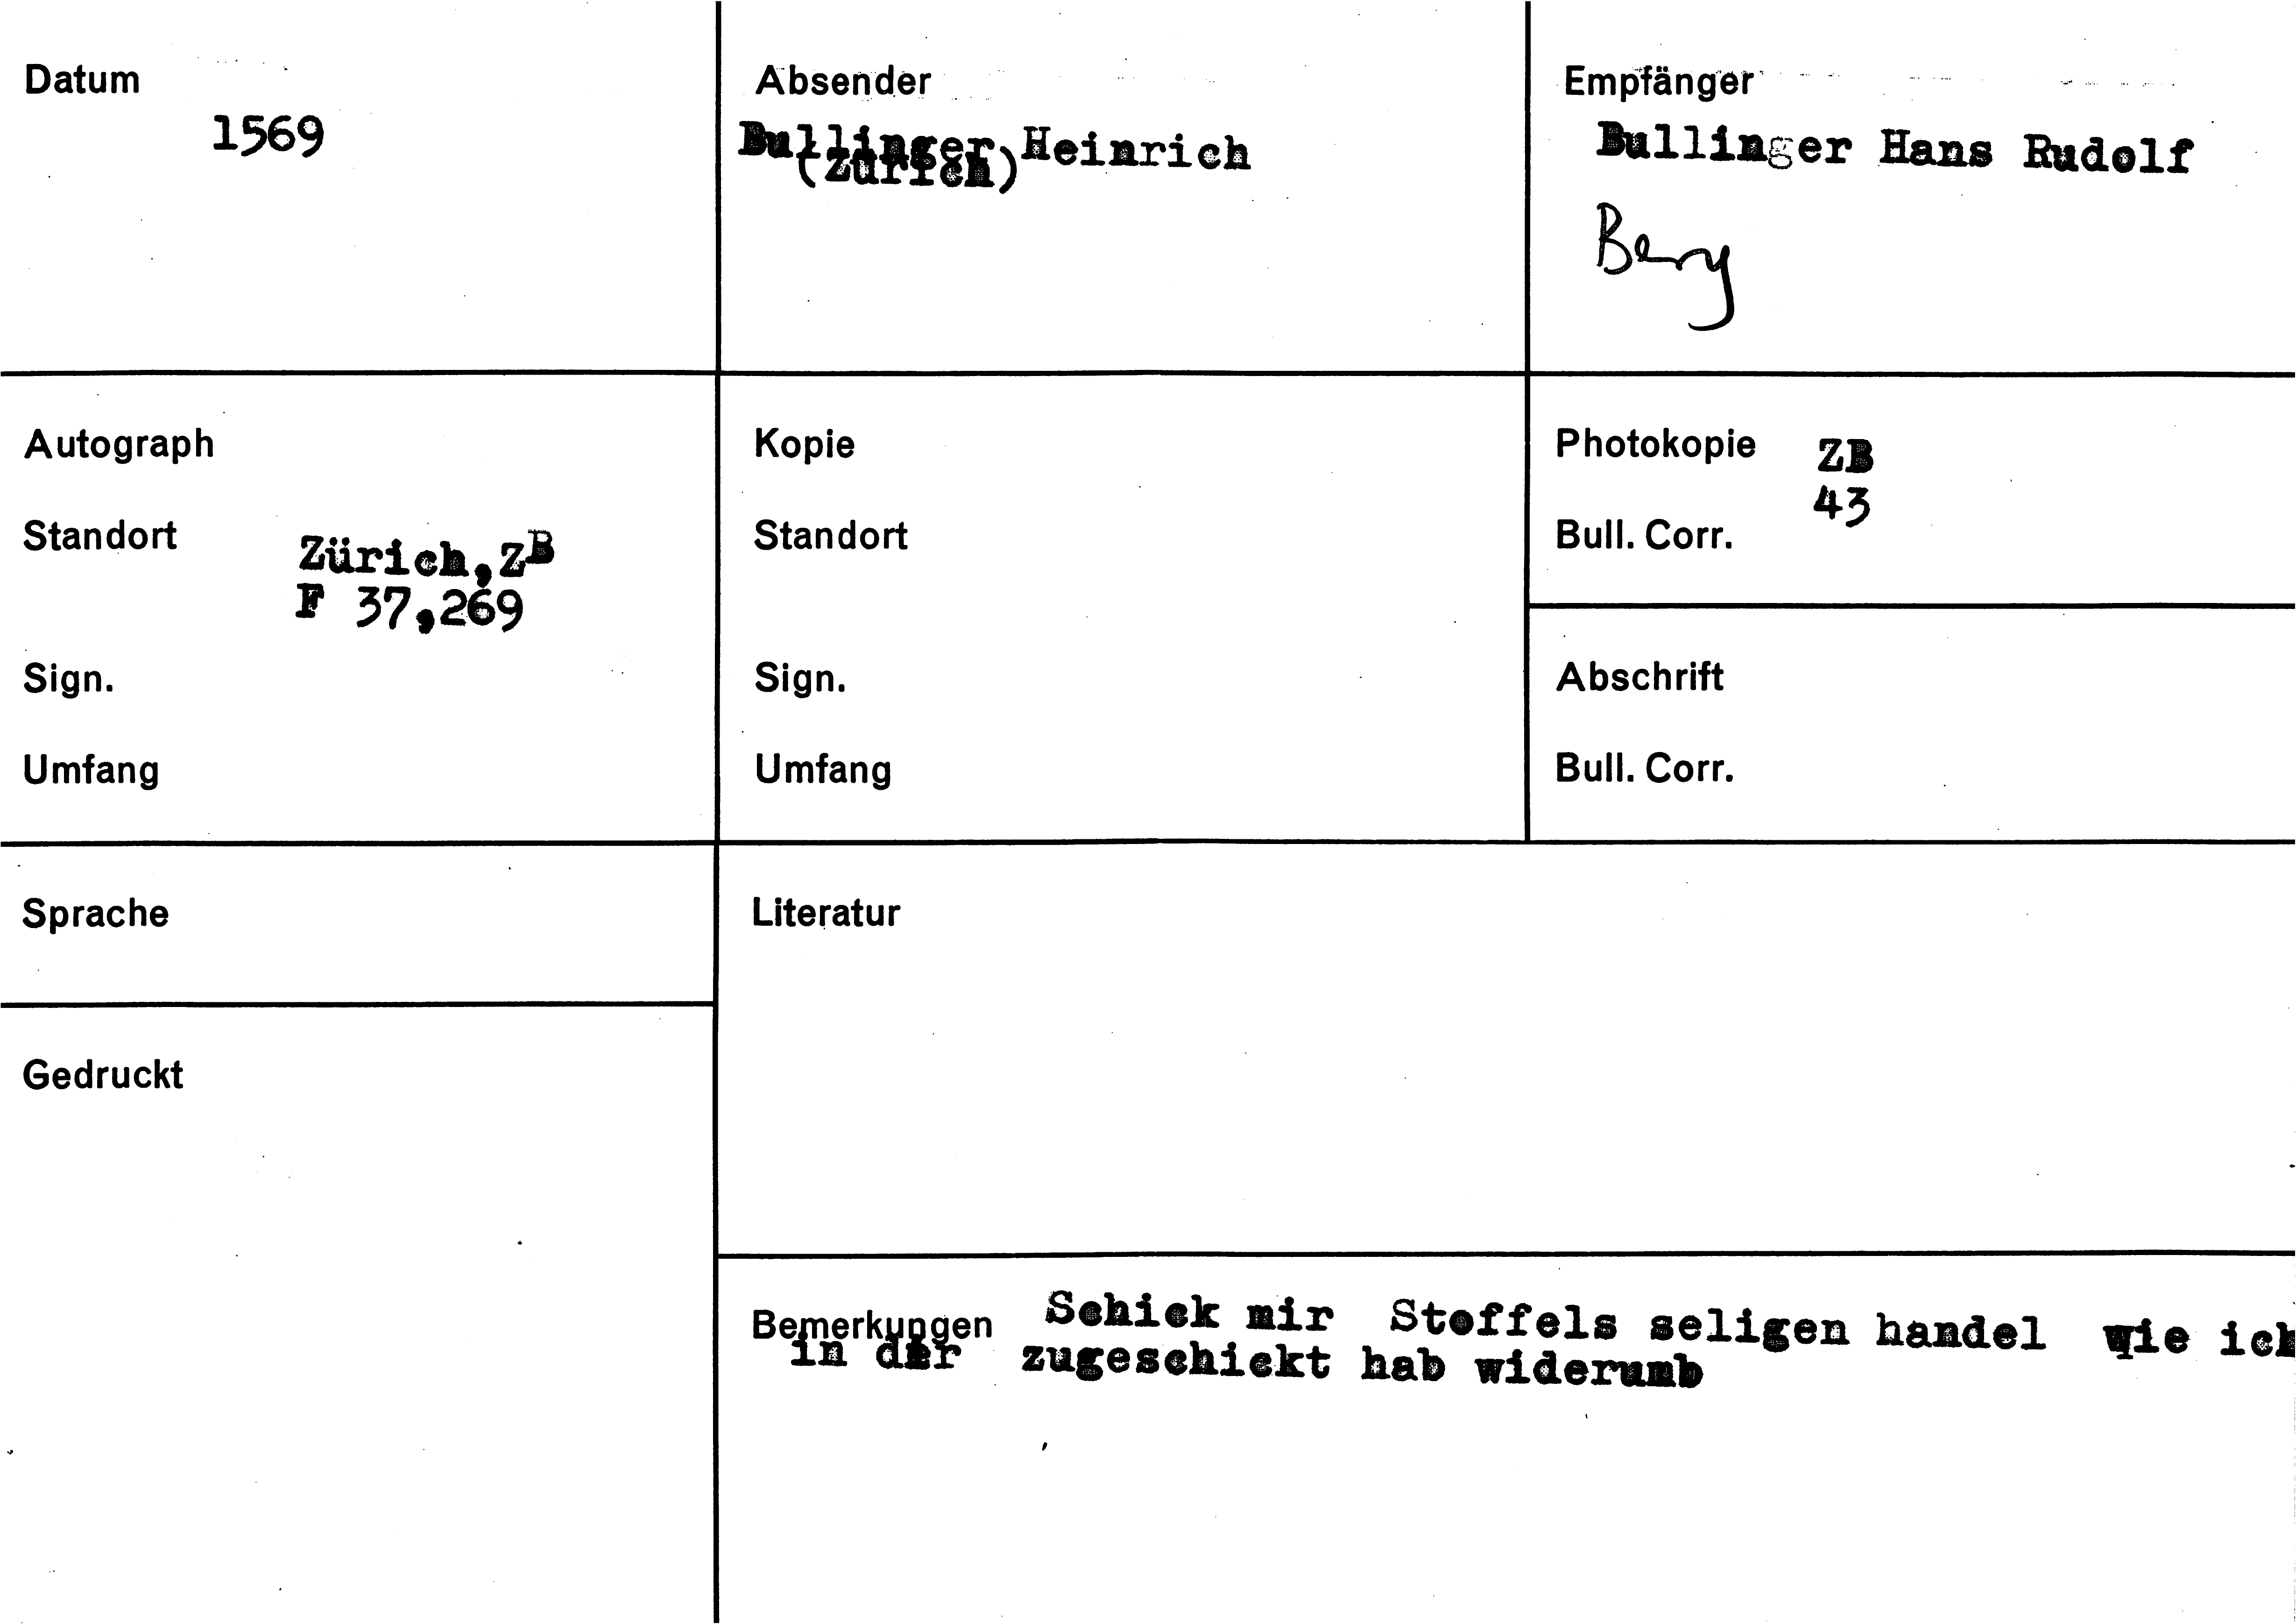 Datum
1569
Absender
Bullinger Heinrich
(Zürich)
Empfänger
Bullinger Hans Rudolf
Berg
Autograph
Standort
Zürich,ZB
F 37,269
Sign.
Umfang
Kopie
Standort
Sign.
Umfang
Photokopie ZB
43
Bull. Corr.
Abschrift
Bull. Corr.
Sprache
Gedruckt
Literatur
Bemerkungen Schick mir Stoffels seligen handel wie ich
in der zugeschickt hab widerumb